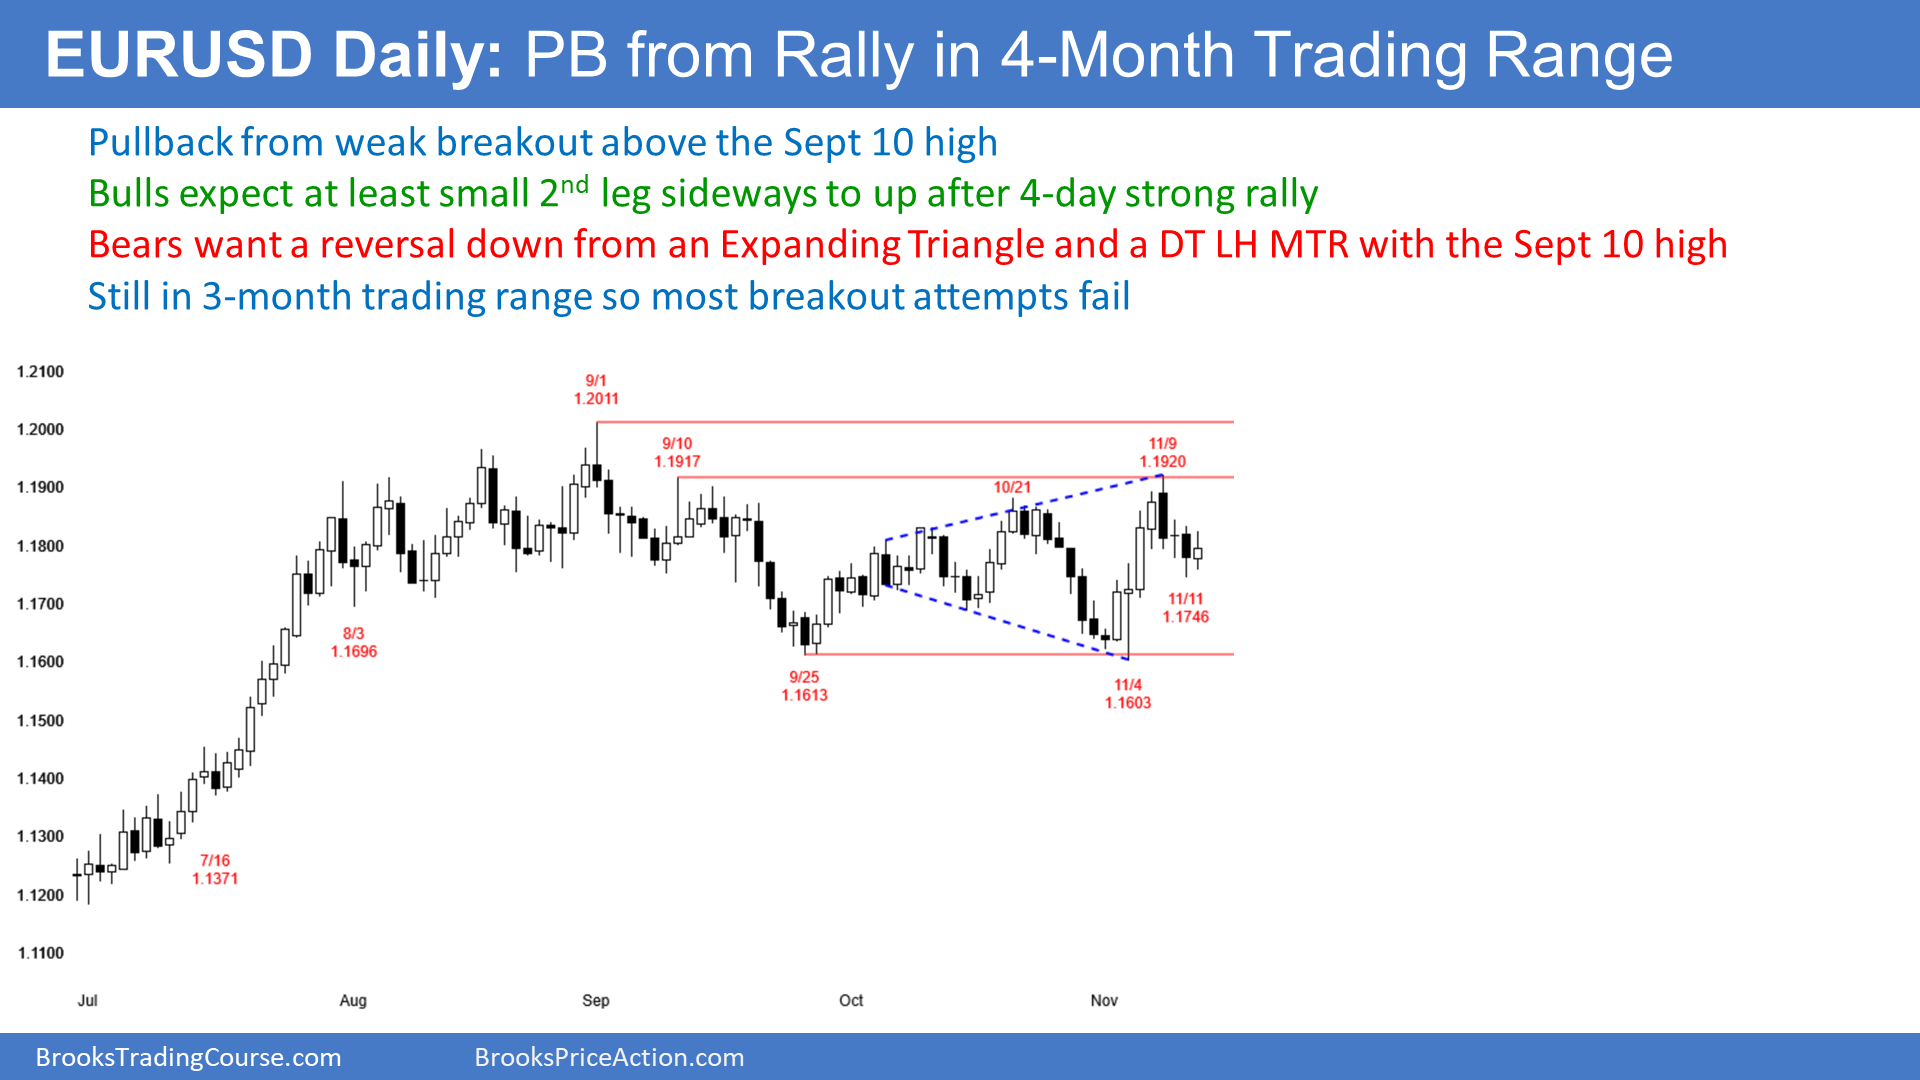 EURUSD Daily: PB from Rally in 4-Month Trading Range
Pullback from weak breakout above the Sept 10 high
Bulls expect at least small 2nd leg sideways to up after 4-day strong rally
Bears want a reversal down from an Expanding Triangle and a DT LH MTR with the Sept 10 high
Still in 3-month trading range so most breakout attempts fail
1.2100
1.2000
1.1900
1.1800
1.1700
1.1600
1.1500
1.1400
1.1300
1.1200
1.1100
9/1
1.2011
9/10
1.1917
11/9
1.1920
10/21
8/3
1.1696
11/11
1.1746
9/25
1.1613
11/4
1.1603
7/16
1.1371
Jul
Aug
Sep
Oct
Nov
BrooksTradingCourse.com
BrooksPriceAction.com